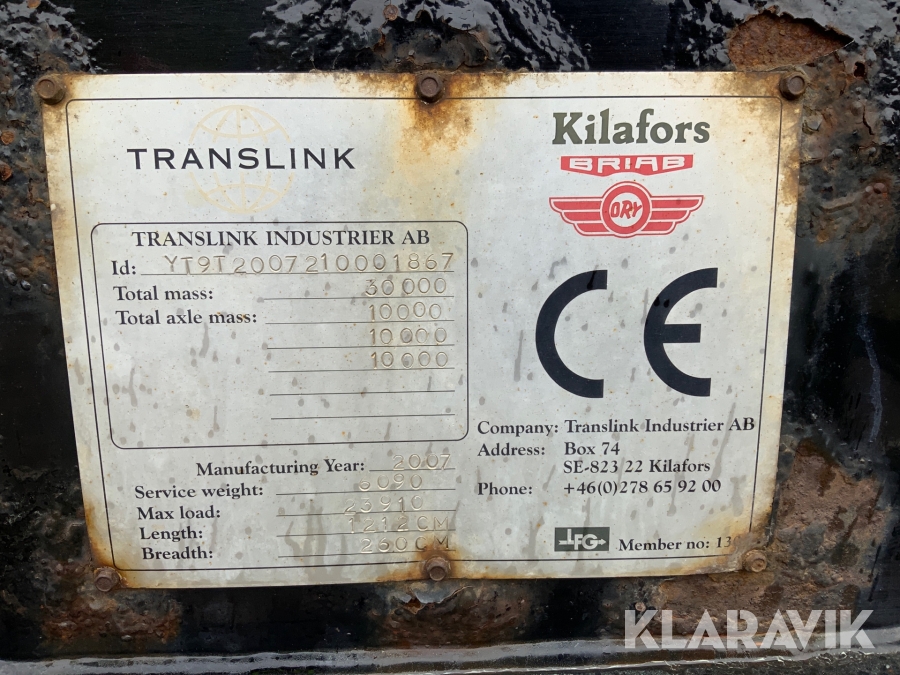 TRANSLINK
TRANSLINK INDUSTRIER AB
Id: YT9T2007210001867
Total mass: 30000
Total axle mass: 10000
10000
10000
Manufacturing Year: 2007
Service weight: 6090
Max load: 23910
Length: 1212CM
Breadth: 260CM
Kilafors
BRIAB
ORY
CE
Company: Translink Industrier AB
Address: Box 74
SE-823 22 Kilafors
Phone: +46(0)278 65 92 00
LFG Member no: 13
KLARAVIK